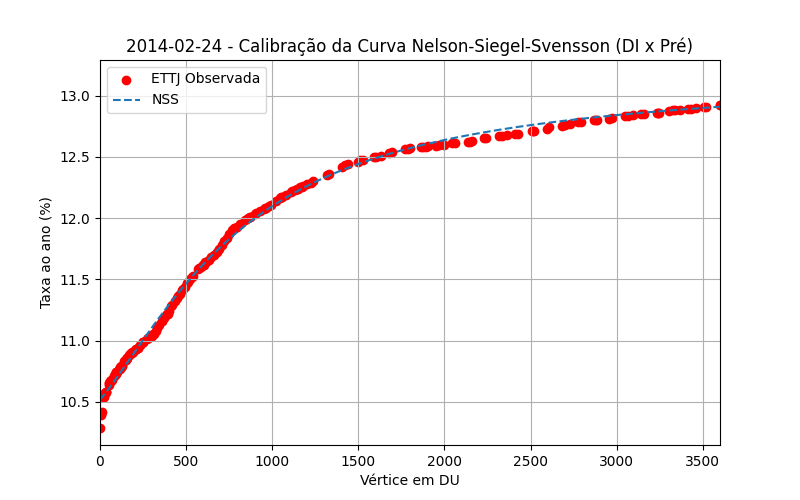 2014-02-24 - Calibração da Curva Nelson-Siegel-Svensson (DI x Pré)
ETTJ Observada
NSS
Taxa ao ano (%)
13.0
12.5
12.0
11.5
11.0
10.5
0 500 1000 1500 2000 2500 3000 3500
Vértice em DU